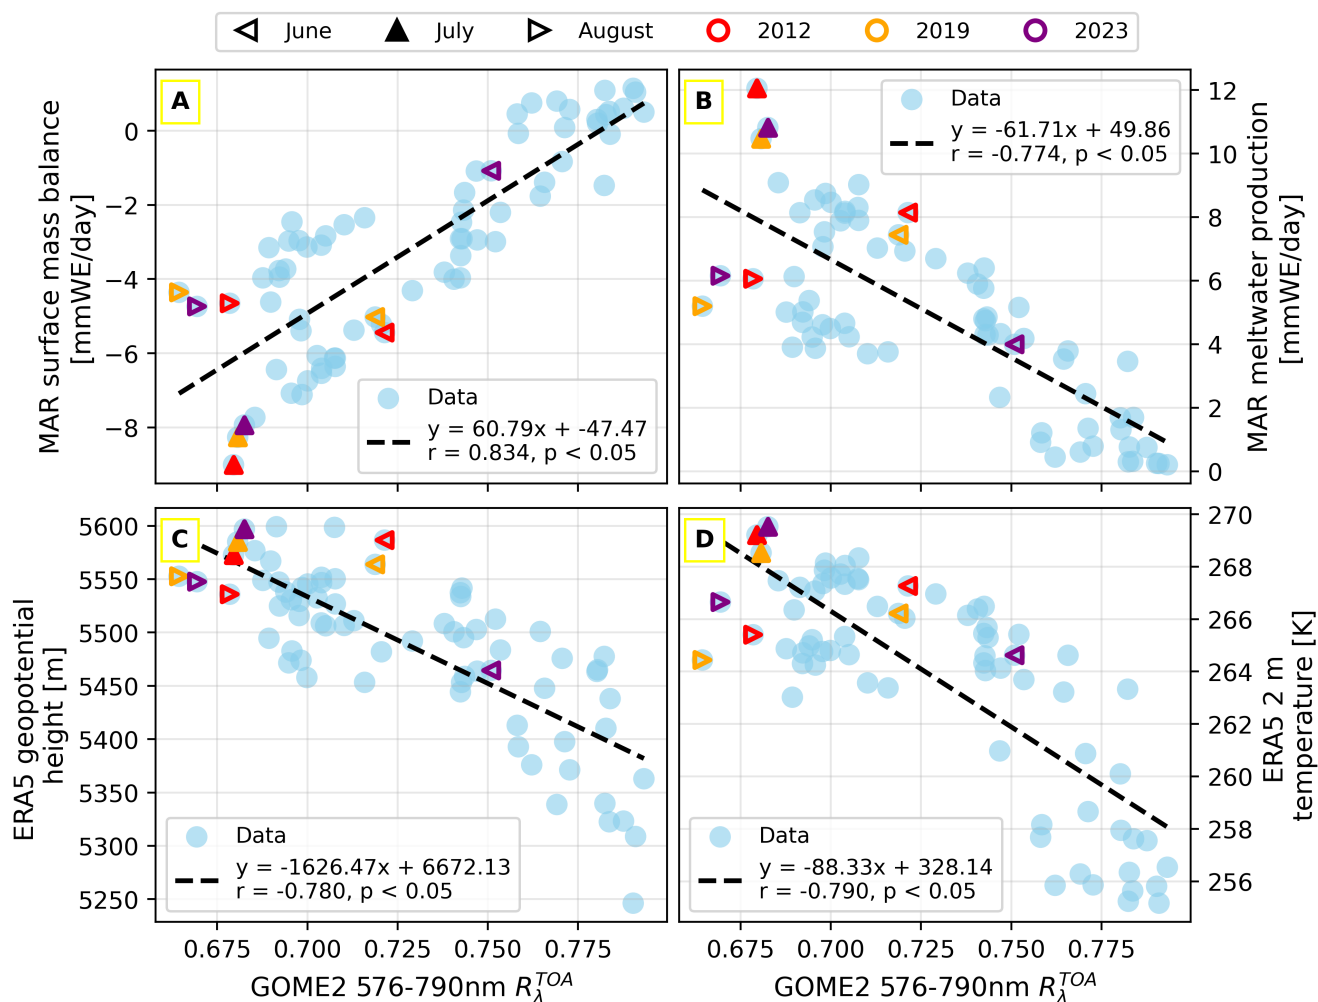 June July August 2012 2019 2023
A
MAR surface mass balance
[mmWE/day]
0
−2
−4
−6
−8
Data
y = 60.79x + -47.47
r = 0.834, p < 0.05
B
Data
y = -61.71x + 49.86
r = -0.774, p < 0.05
12
10
8
6
4
2
0
MAR meltwater production
[mmWE/day]
C
ERA5 geopotential
height [m]
5600
5550
5500
5450
5400
5350
5300
5250
Data
y = -1626.47x + 6672.13
r = -0.780, p < 0.05
0.675 0.700 0.725 0.750 0.775
GOME2 576-790nm R_λ^TOA
D
270
268
266
264
262
260
258
256
ERA5 2 m
temperature [K]
Data
y = -88.33x + 328.14
r = -0.790, p < 0.05
0.675 0.700 0.725 0.750 0.775
GOME2 576-790nm R_λ^TOA